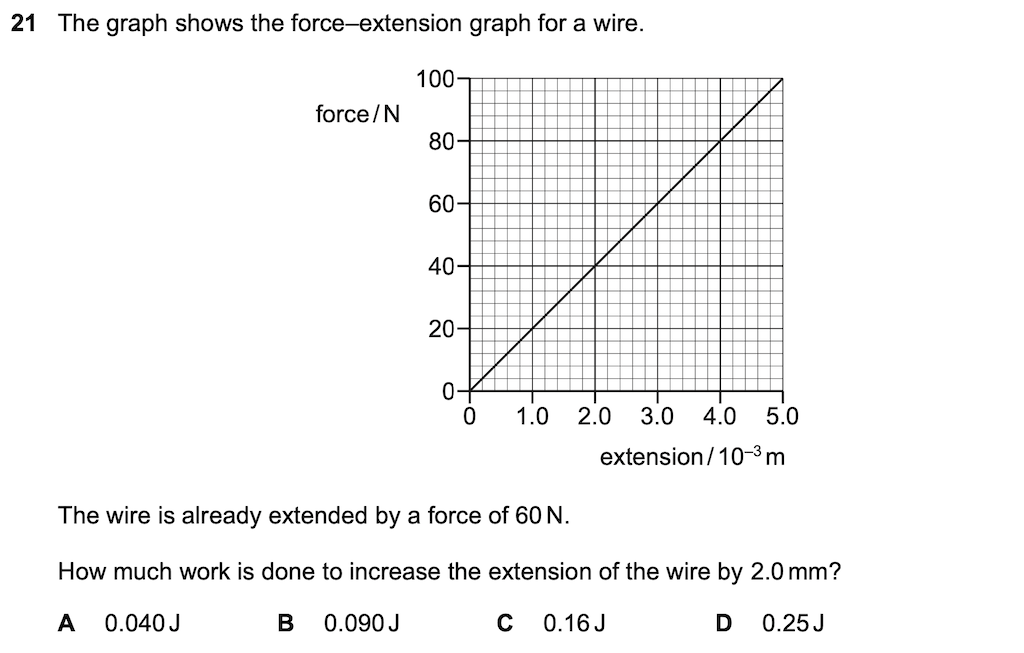 21 The graph shows the force–extension graph for a wire.
100
force / N
80
60
40
20
0
0 1.0 2.0 3.0 4.0 5.0
extension / 10⁻³ m
The wire is already extended by a force of 60 N.
How much work is done to increase the extension of the wire by 2.0 mm?
A 0.040 J B 0.090 J C 0.16 J D 0.25 J